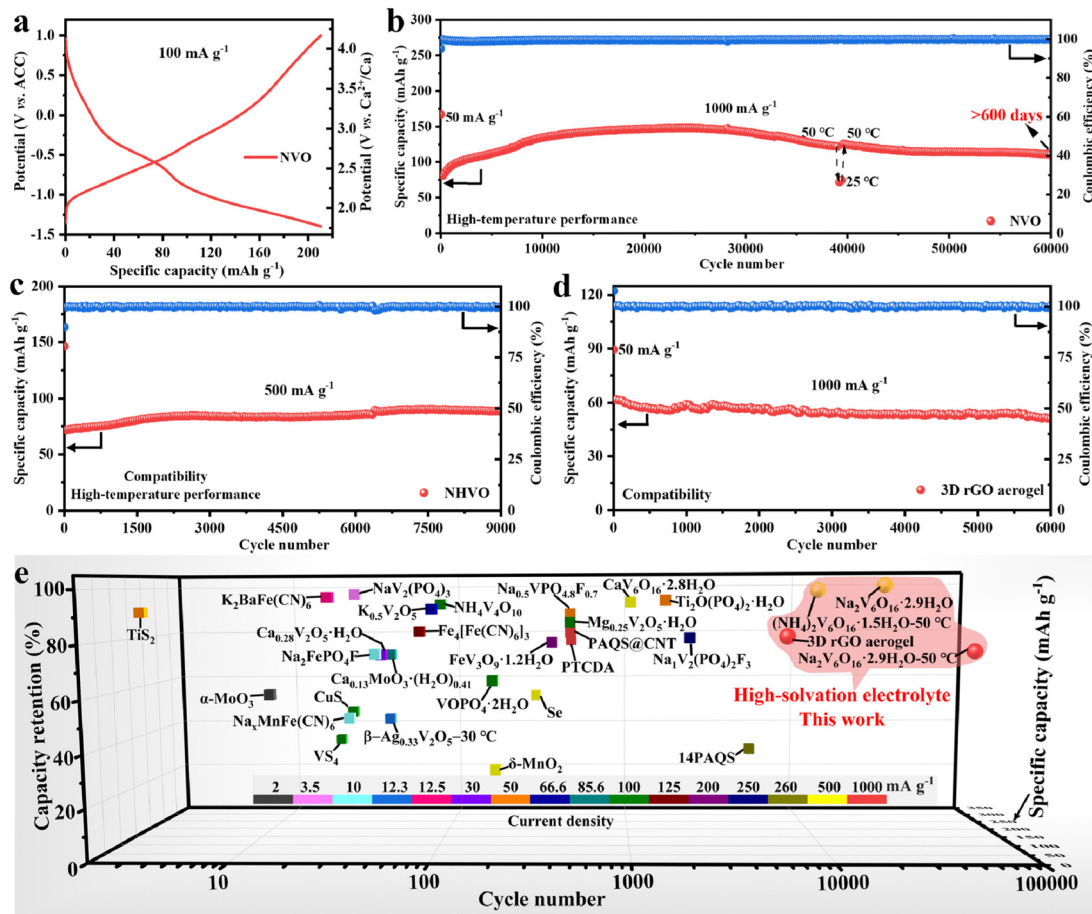 a
100 mA g⁻¹
NVO
Potential (V vs. ACC)
1.0
0.5
0.0
-0.5
-1.0
-1.5
Potential (V vs. Ca²⁺/Ca)
4.0
3.5
3.0
2.5
2.0
0 40 80 120 160 200
Specific capacity (mAh g⁻¹)
b
Specific capacity (mAh g⁻¹)
300
250
200
150
100
50
0
50 mA g⁻¹
1000 mA g⁻¹
50 °C 50 °C
25 °C
>600 days
High-temperature performance
NVO
Coulombic efficiency (%)
100
80
60
40
20
0
0 10000 20000 30000 40000 50000 60000
Cycle number
c
Specific capacity (mAh g⁻¹)
200
175
150
125
100
75
50
25
0
500 mA g⁻¹
Compatibility
High-temperature performance
NHVO
Coulombic efficiency (%)
100
75
50
25
0
0 1500 3000 4500 6000 7500 9000
Cycle number
d
Specific capacity (mAh g⁻¹)
120
90
60
30
0
50 mA g⁻¹
1000 mA g⁻¹
Compatibility
3D rGO aerogel
Coulombic efficiency (%)
100
75
50
25
0
0 1000 2000 3000 4000 5000 6000
Cycle number
e
Capacity retention (%)
100
80
60
40
20
0
TiS₂
K₂BaFe(CN)₆
NaV₂(PO₄)₃
K₀.₅V₂O₅
NH₄V₄O₁₀
Na₀.₅VPO₄.₈F₀.₇
CaV₆O₁₆·2.8H₂O
Ti₂O(PO₄)₂·H₂O
Mg₀.₂₅V₂O₅·H₂O
Ca₀.₂₈V₂O₅·H₂O
Fe₄[Fe(CN)₆]₃
PAQS@CNT
Na₂FePO₄F
FeV₃O₉·1.2H₂O
PTCDA
Na₁V₂(PO₄)₂F₃
Ca₀.₁₃MoO₃·(H₂O)₀.₄₁
α-MoO₃
CuS
VOPO₄·2H₂O
Se
NaₓMnFe(CN)₆
β–Ag₀.₃₃V₂O₅–30 °C
VS₄
δ-MnO₂
14PAQS
Na₂V₆O₁₆·2.9H₂O
(NH₄)₂V₆O₁₆·1.5H₂O-50 °C
3D rGO aerogel
Na₂V₆O₁₆·2.9H₂O-50 °C
High-solvation electrolyte
This work
2 3.5 10 12.3 12.5 30 50 66.6 85.6 100 125 200 250 260 500 1000 mA g⁻¹
Current density
Specific capacity (mAh g⁻¹)
350
250
200
150
100
50
0
10 100 1000 10000 100000
Cycle number